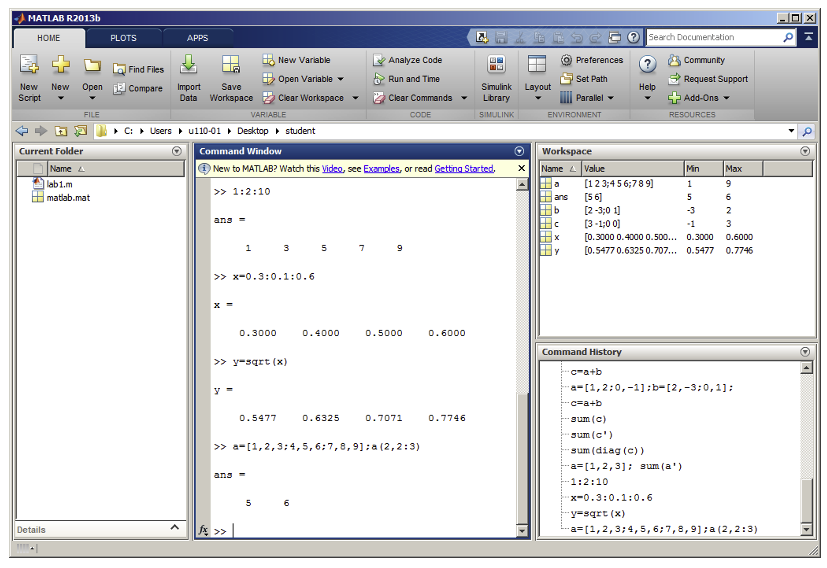 MATLAB R2013b
HOME PLOTS APPS
Search Documentation
New Script
New
Open
Find Files
Compare
Import Data
Save Workspace
New Variable
Open Variable
Clear Workspace
Analyze Code
Run and Time
Clear Commands
Simulink Library
Layout
Preferences
Set Path
Parallel
Help
Community
Request Support
Add-Ons
FILE VARIABLE CODE SIMULINK ENVIRONMENT RESOURCES
C: Users u110-01 Desktop student
Current Folder
Name
lab1.m
matlab.mat
Details
Command Window
New to MATLAB? Watch this Video, see Examples, or read Getting Started.
>> 1:2:10
ans =
1 3 5 7 9
>> x=0.3:0.1:0.6
x =
0.3000 0.4000 0.5000 0.6000
>> y=sqrt(x)
y =
0.5477 0.6325 0.7071 0.7746
>> a=[1,2,3;4,5,6;7,8,9];a(2,2:3)
ans =
5 6
fx >>
Workspace
Name Value Min Max
a [1 2 3;4 5 6;7 8 9] 1 9
ans [5 6] 5 6
b [2 -3;0 1] -3 2
c [3 -1;0 0] -1 3
x [0.3000 0.4000 0.500... 0.3000 0.6000
y [0.5477 0.6325 0.707... 0.5477 0.7746
Command History
c=a+b
a=[1,2;0,-1];b=[2,-3;0,1];
c=a+b
sum(c)
sum(c')
sum(diag(c))
a=[1,2,3]; sum(a')
1:2:10
x=0.3:0.1:0.6
y=sqrt(x)
a=[1,2,3;4,5,6;7,8,9];a(2,2:3)